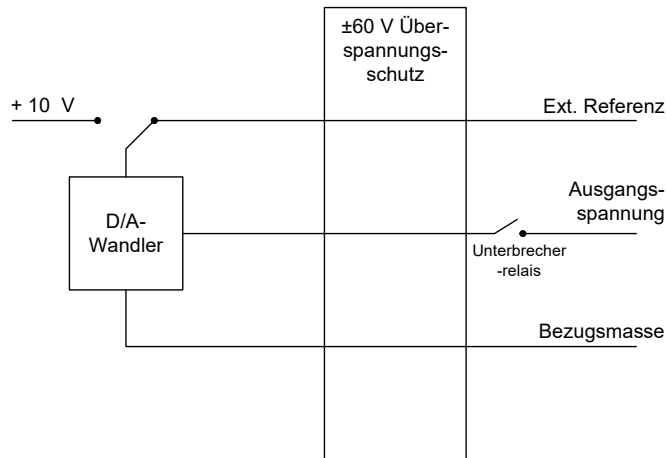 ±60 V Über-
spannungs-
schutz
+ 10 V
Ext. Referenz
D/A-
Wandler
Ausgangs-
spannung
Unterbrecher
-relais
Bezugsmasse